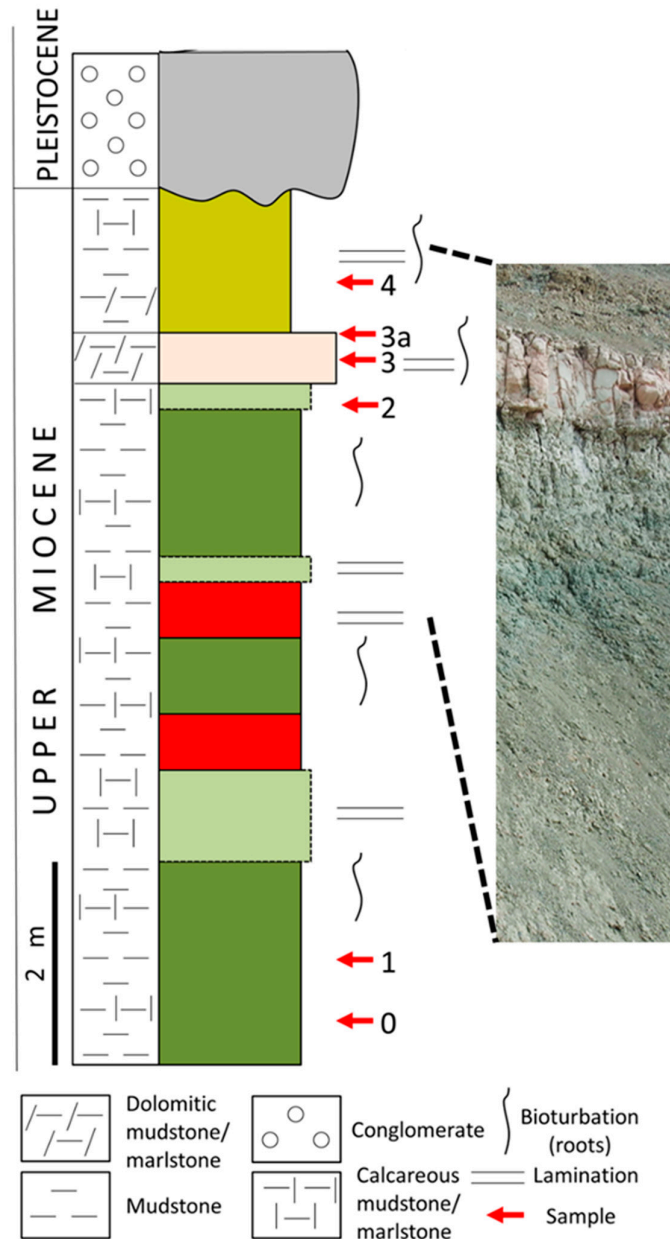 PLEISTOCENE
UPPER MIOCENE
4
3a
3
2
1
0
2 m
Dolomitic
mudstone/
marlstone
Conglomerate
Bioturbation
(roots)
Mudstone
Calcareous
mudstone/
marlstone
Lamination
Sample